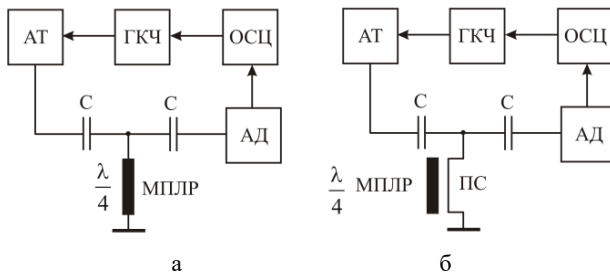 АТ ГКЧ ОСЦ АТ ГКЧ ОСЦ
С С С С
АД АД
λ/4 МПЛР λ/4 МПЛР ПС
а б